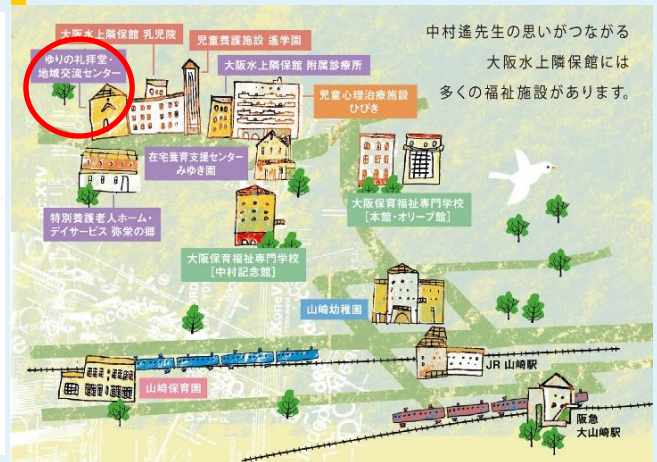 中村遙先生の思いがつながる
大阪水上隣保館には
多くの福祉施設があります。
大阪水上隣保館 乳児院
児童養護施設 遙学園
ゆりの礼拝堂・
地域交流センター
大阪水上隣保館 附属診療所
児童心理治療施設
ひびき
在宅養育支援センター
みゆき園
大阪保育福祉専門学校
[本館・オリーブ館]
特別養護老人ホーム・
デイサービス 弥栄の郷
大阪保育福祉専門学校
[中村記念館]
山崎幼稚園
JR 山崎駅
山崎保育園
阪急
大山崎駅